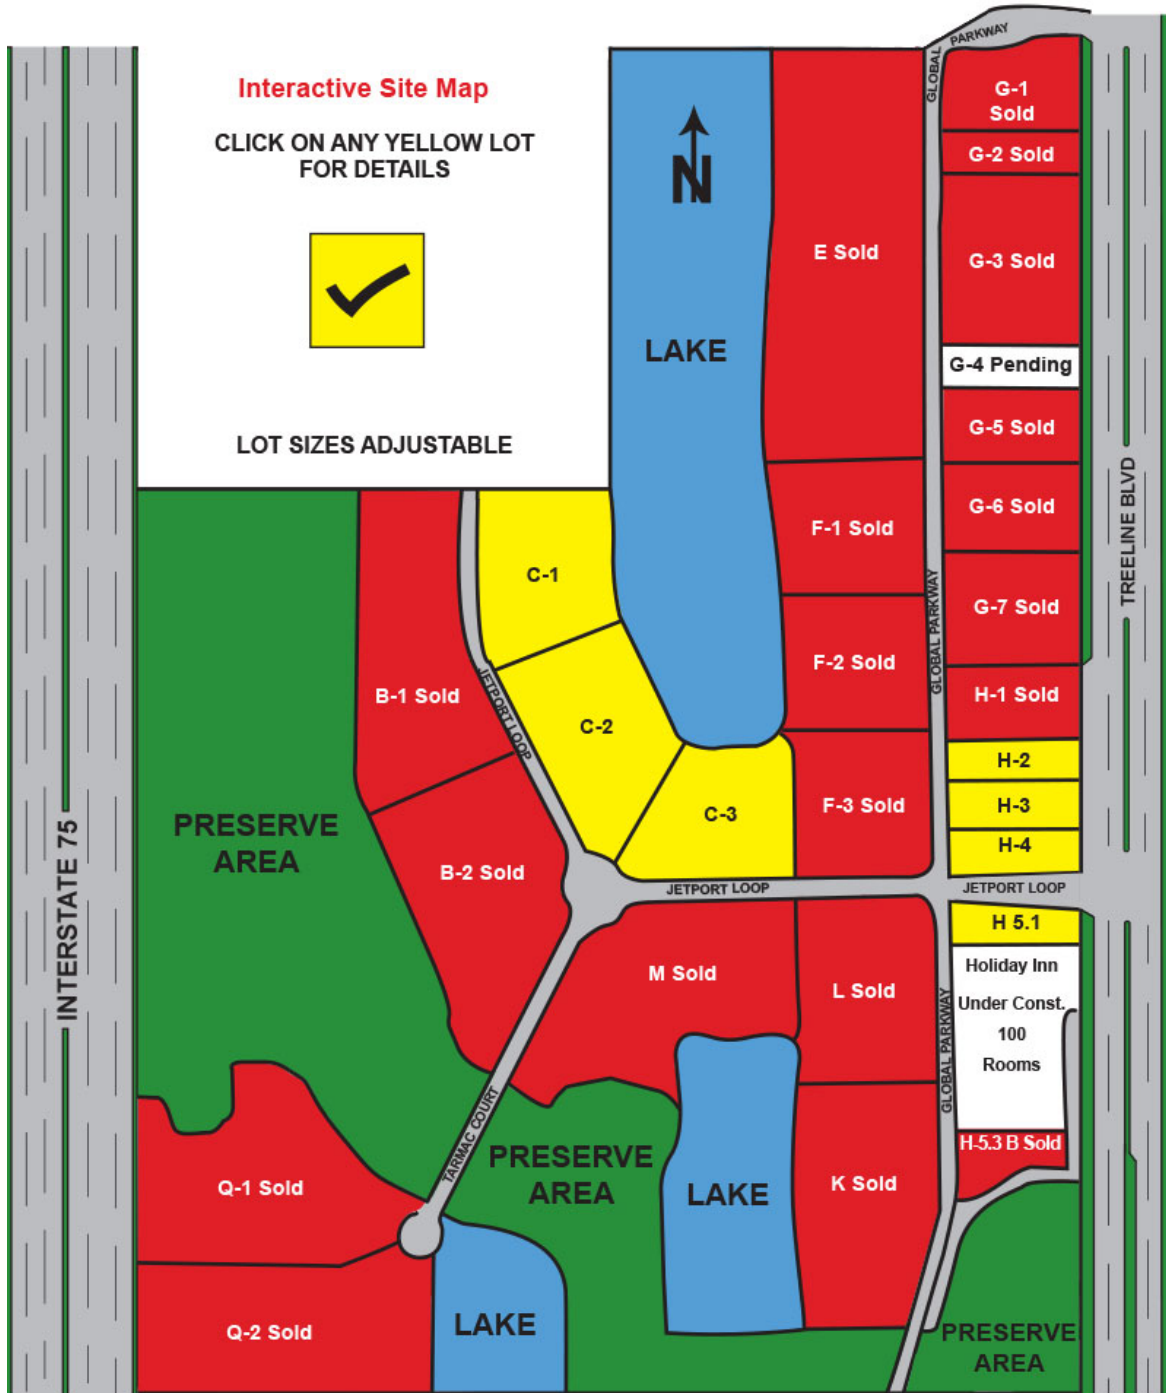 PARKWAY
GLOBAL
Interactive Site Map
CLICK ON ANY YELLOW LOT
FOR DETAILS
LOT SIZES ADJUSTABLE
N
LAKE
E Sold
G-1
Sold
G-2 Sold
G-3 Sold
G-4 Pending
G-5 Sold
G-6 Sold
G-7 Sold
TREELINE BLVD
GLOBAL PARKWAY
F-1 Sold
F-2 Sold
F-3 Sold
H-1 Sold
H-2
H-3
H-4
C-1
C-2
C-3
JETPORT LOOP
B-1 Sold
B-2 Sold
PRESERVE
AREA
INTERSTATE 75
JETPORT LOOP
JETPORT LOOP
H 5.1
Holiday Inn
Under Const.
100
Rooms
M Sold
L Sold
GLOBAL PARKWAY
H-5.3 B Sold
TARMAC COURT
PRESERVE
AREA
LAKE
K Sold
Q-1 Sold
Q-2 Sold
LAKE
PRESERVE
AREA